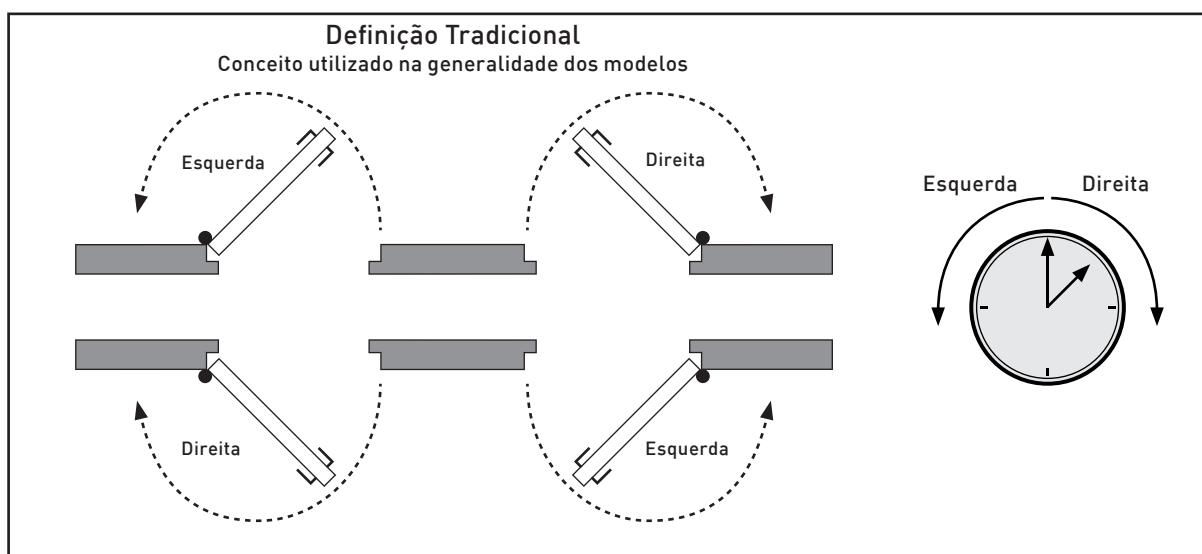 Definição Tradicional
Conceito utilizado na generalidade dos modelos
Esquerda
Direita
Esquerda
Direita
Direita
Esquerda